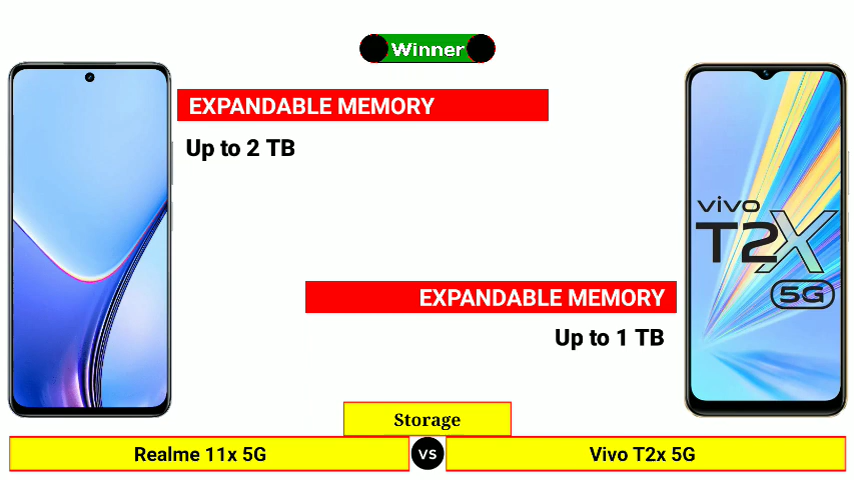 Winner
EXPANDABLE MEMORY
Up to 2 TB
vivo
T2X
5G
EXPANDABLE MEMORY
Up to 1 TB
Storage
Realme 11x 5G
VS
Vivo T2x 5G